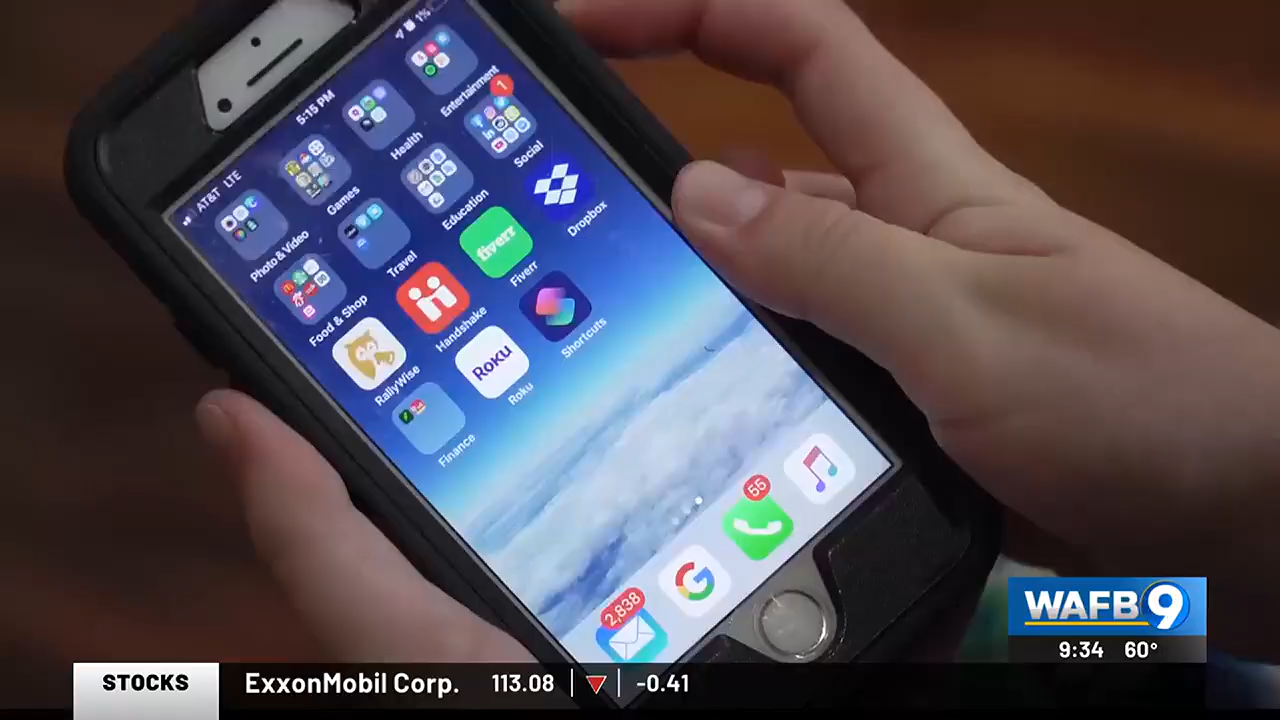 AT&T LTE
5:15 PM
1%
Photo & Video
Games
Health
Entertainment
Food & Shop
Travel
Education
1
in
Social
RallyWise
Handshake
fiverr
Fiverr
Dropbox
Finance
Roku
Roku
Shortcuts
2,838
G
55
WAFB 9
9:34 60°
STOCKS ExxonMobil Corp. 113.08 -0.41